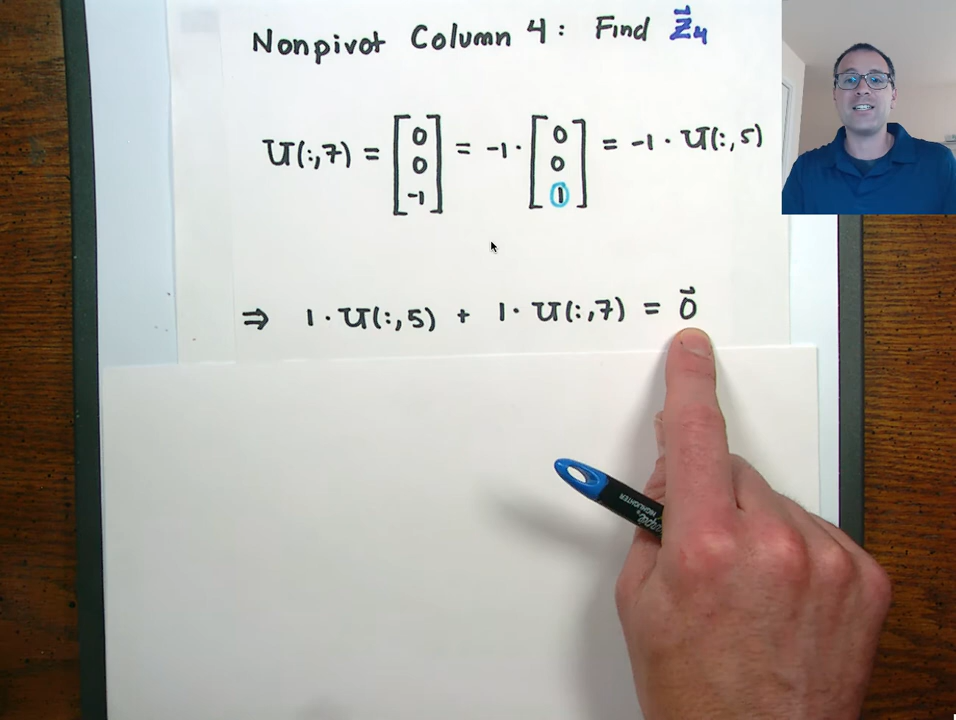 Nonpivot Column 4: Find z⃗₄
U(:,7) = [0 0 -1] = -1 · [0 0 1] = -1 · U(:,5)
⇒ 1 · U(:,5) + 1 · U(:,7) = 0⃗
HIGHLIGHTER